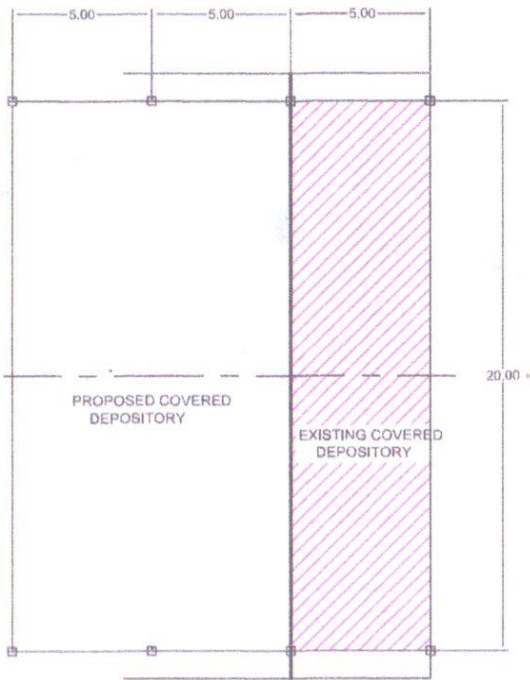 5.00 5.00 5.00
20.00
PROPOSED COVERED
DEPOSITORY
EXISTING COVERED
DEPOSITORY